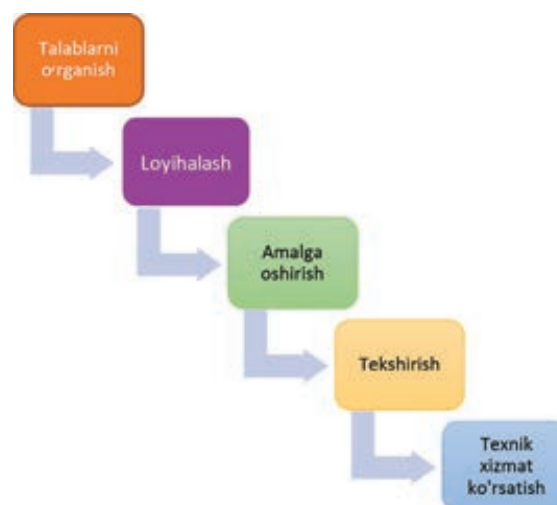 Talablarni
o'rganish
Loyihalash
Amalga
oshirish
Tekshirish
Texnik
xizmat
ko'rsatish